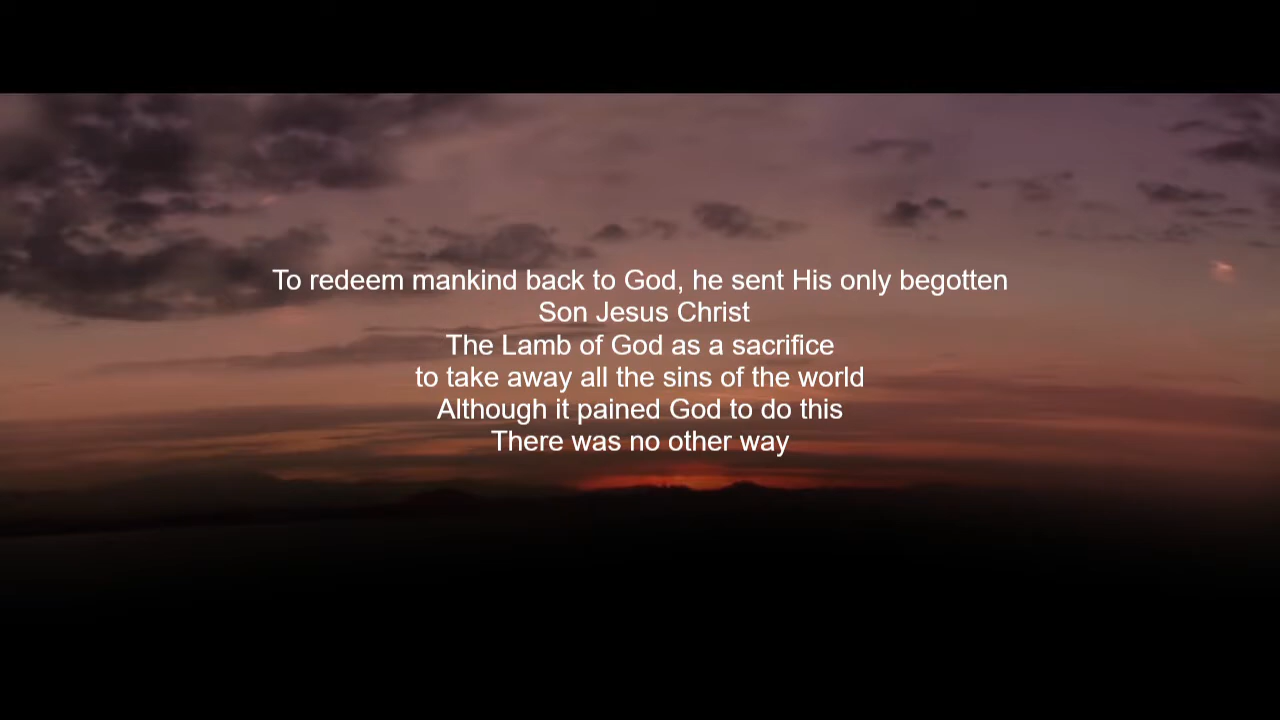 To redeem mankind back to God, he sent His only begotten
Son Jesus Christ
The Lamb of God as a sacrifice
to take away all the sins of the world
Although it pained God to do this
There was no other way